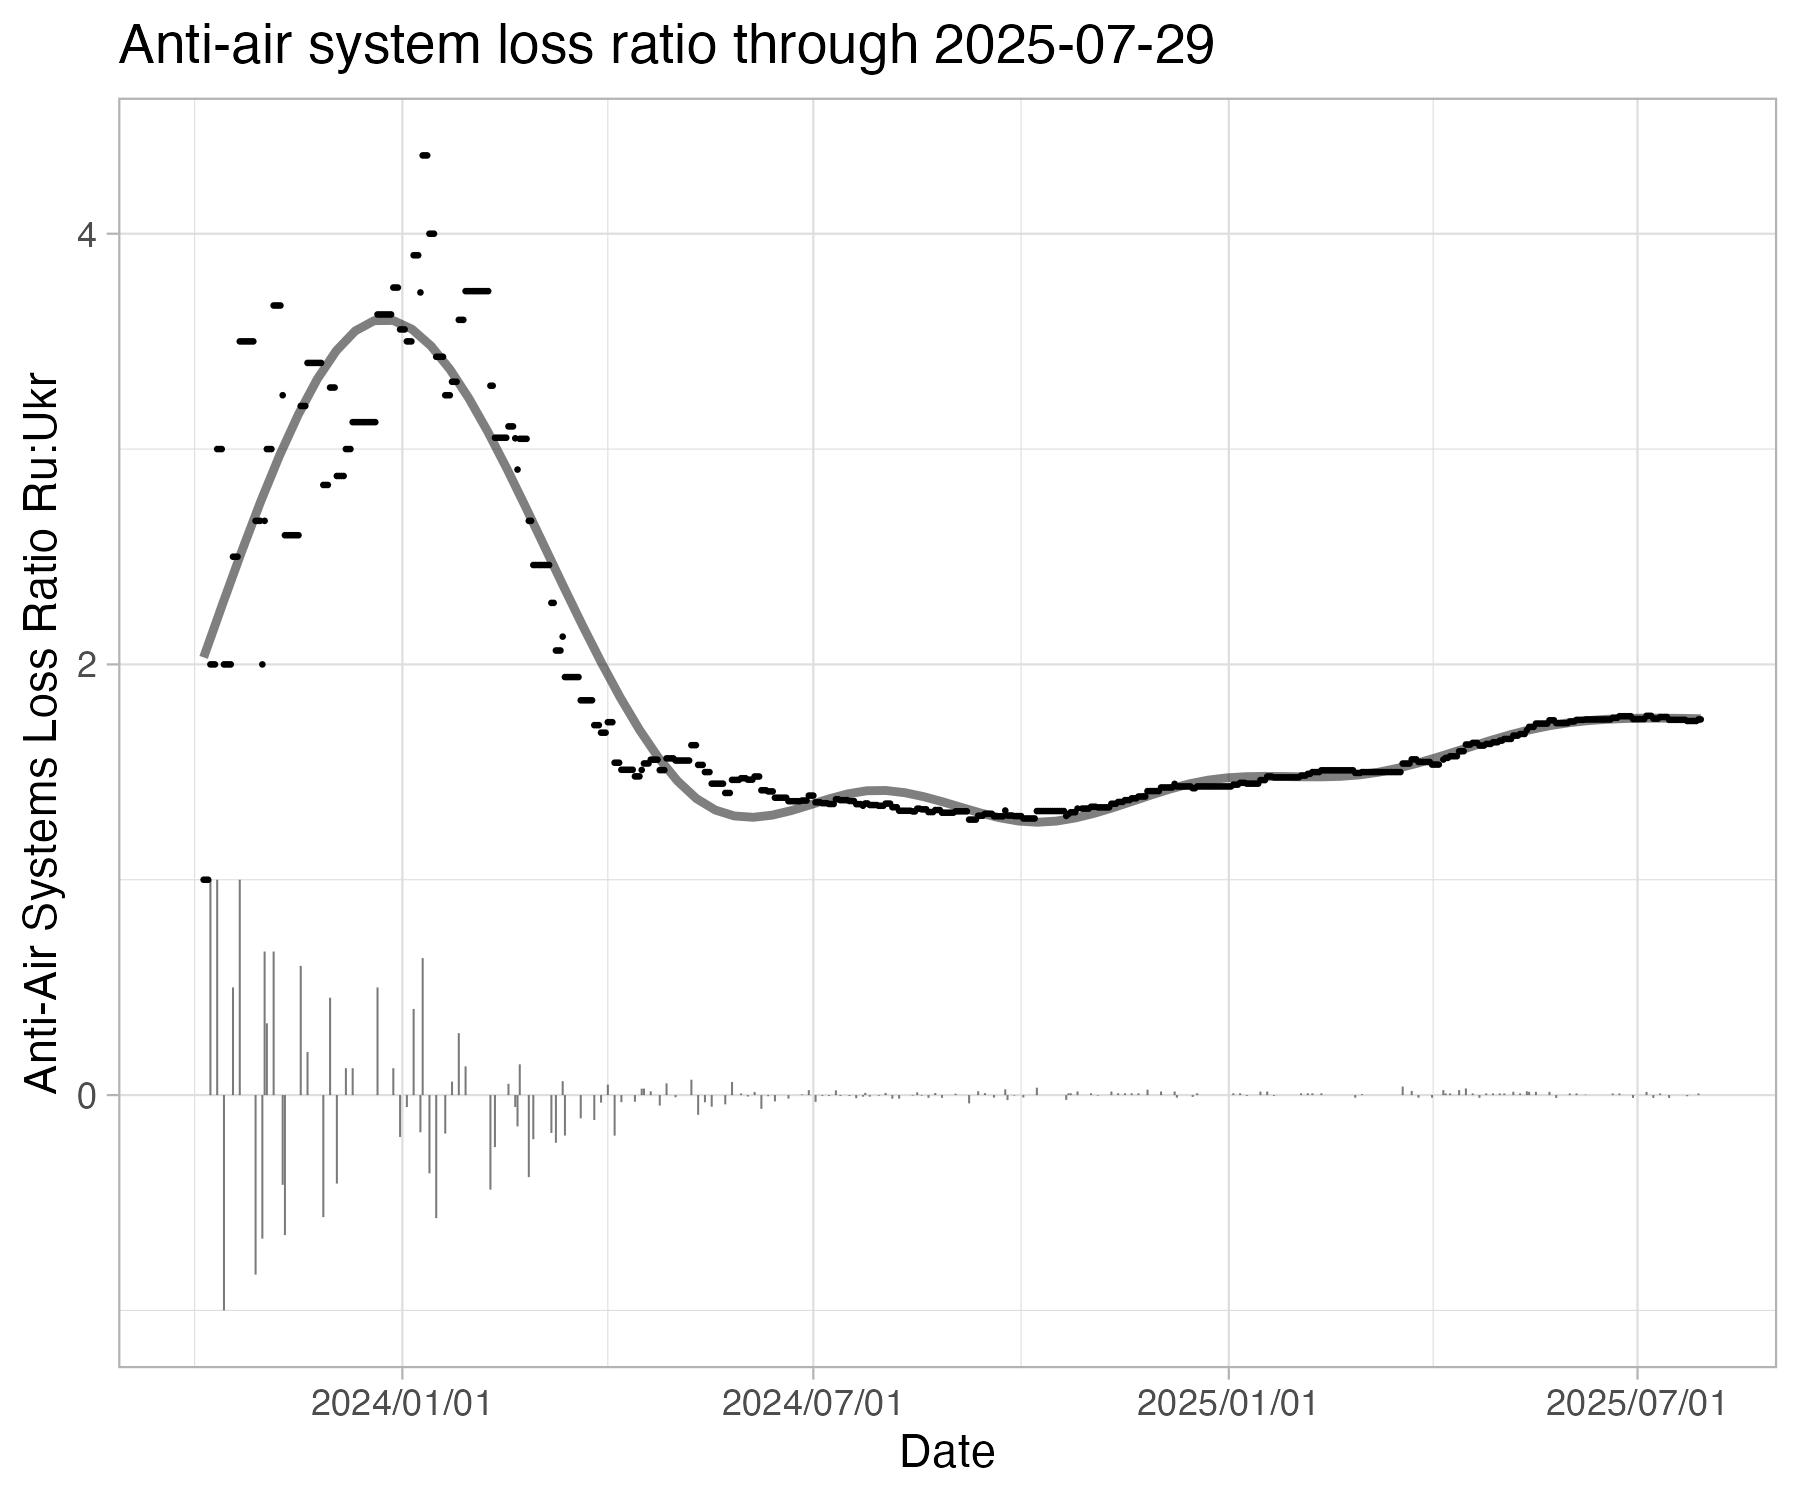 Anti-air system loss ratio through 2025-07-29
Anti-Air Systems Loss Ratio Ru:Ukr
4
2
0
2024/01/01
2024/07/01
2025/01/01
2025/07/01
Date